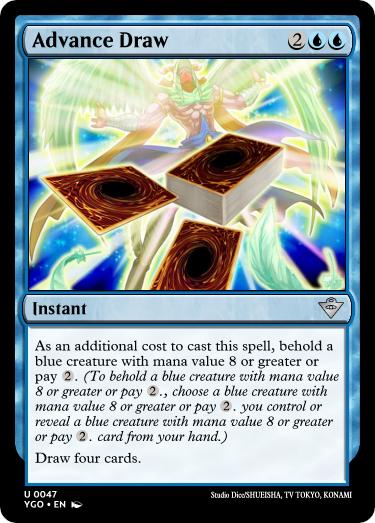 Advance Draw 2
Instant
As an additional cost to cast this spell, behold a
blue creature with mana value 8 or greater or
pay 2. (To behold a blue creature with mana value
8 or greater or pay 2., choose a blue creature with
mana value 8 or greater or pay 2. you control or
reveal a blue creature with mana value 8 or greater
or pay 2. card from your hand.)
Draw four cards.
U 0047
YGO • EN Studio Dice/SHUEISHA, TV TOKYO, KONAMI